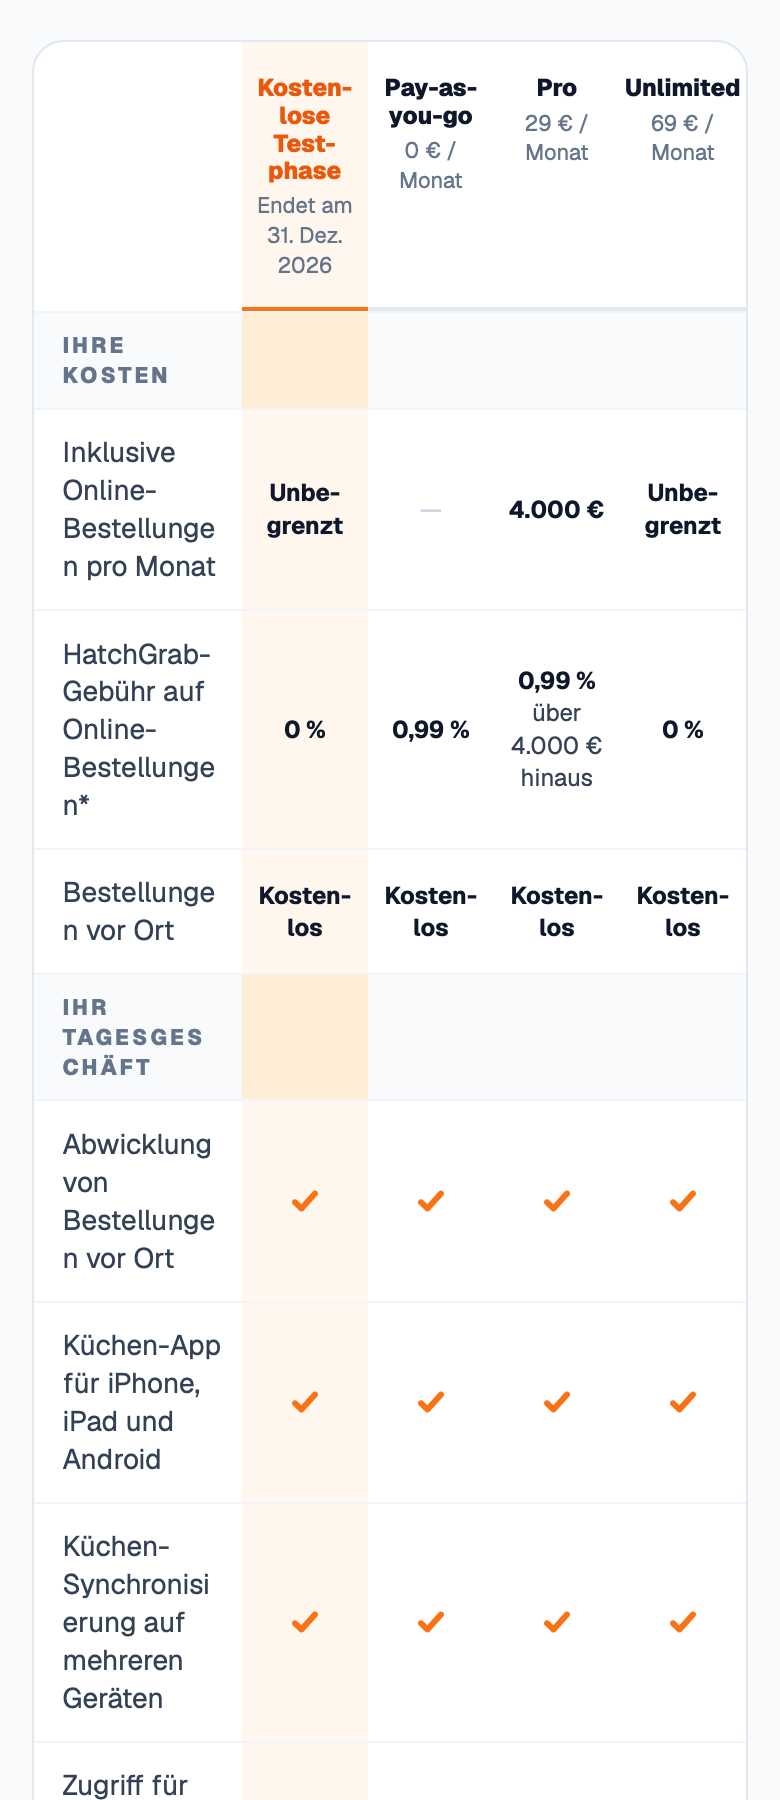 Kosten-
lose
Test-
phase
Endet am
31. Dez.
2026
Pay-as-
you-go
0 € /
Monat
Pro
29 € /
Monat
Unlimited
69 € /
Monat
IHRE
KOSTEN
Inklusive
Online-
Bestellunge
n pro Monat
Unbe-
grenzt
—
4.000 €
Unbe-
grenzt
HatchGrab-
Gebühr auf
Online-
Bestellunge
n*
0 %
0,99 %
0,99 %
über
4.000 €
hinaus
0 %
Bestellunge
n vor Ort
Kosten-
los
Kosten-
los
Kosten-
los
Kosten-
los
IHR
TAGESGES
CHÄFT
Abwicklung
von
Bestellunge
n vor Ort
Küchen-App
für iPhone,
iPad und
Android
Küchen-
Synchronisi
erung auf
mehreren
Geräten
Zugriff für